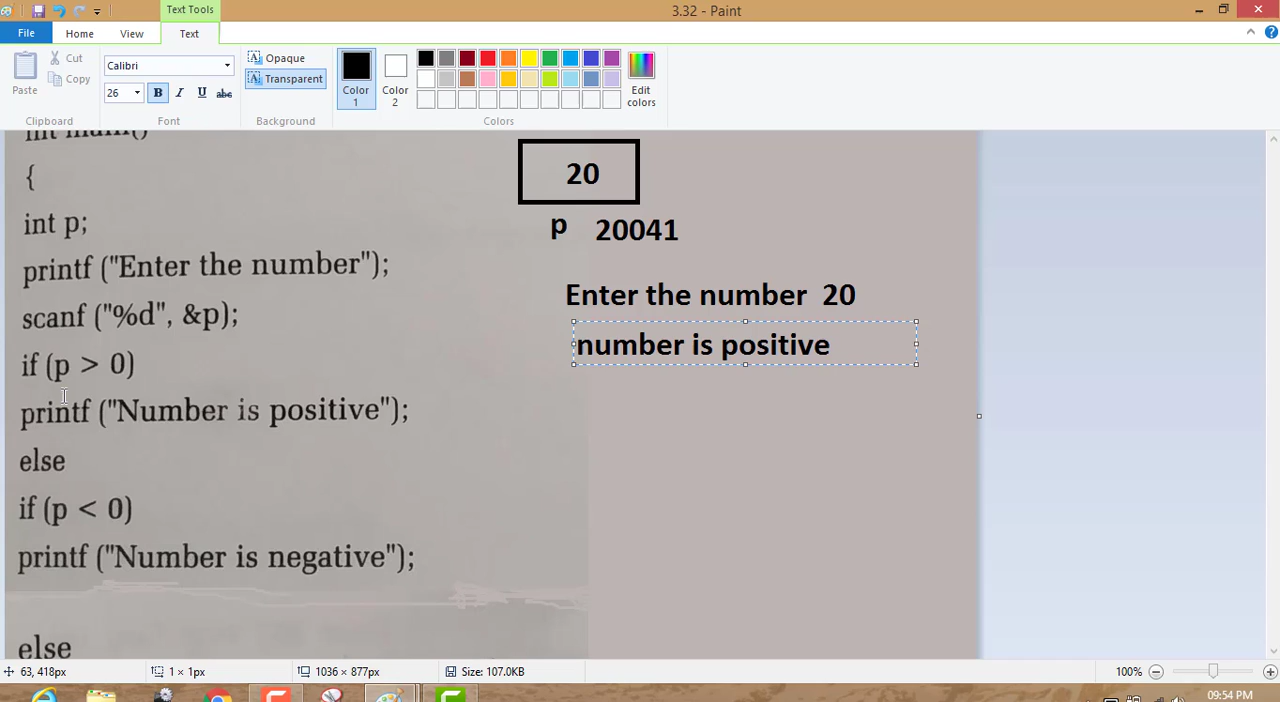 Text Tools
3.32 - Paint
File
Home
View
Text
Paste
Cut
Copy
Clipboard
Calibri
26
B I U abc
Font
Opaque
Transparent
Background
Color 1
Color 2
Edit colors
Colors
int main()
{
int p;
printf ("Enter the number");
scanf ("%d", &p);
if (p > 0)
printf ("Number is positive");
else
if (p < 0)
printf ("Number is negative");
else
20
p 20041
Enter the number 20
number is positive
63, 418px
1 × 1px
1036 × 877px
Size: 107.0KB
100%
09:54 PM